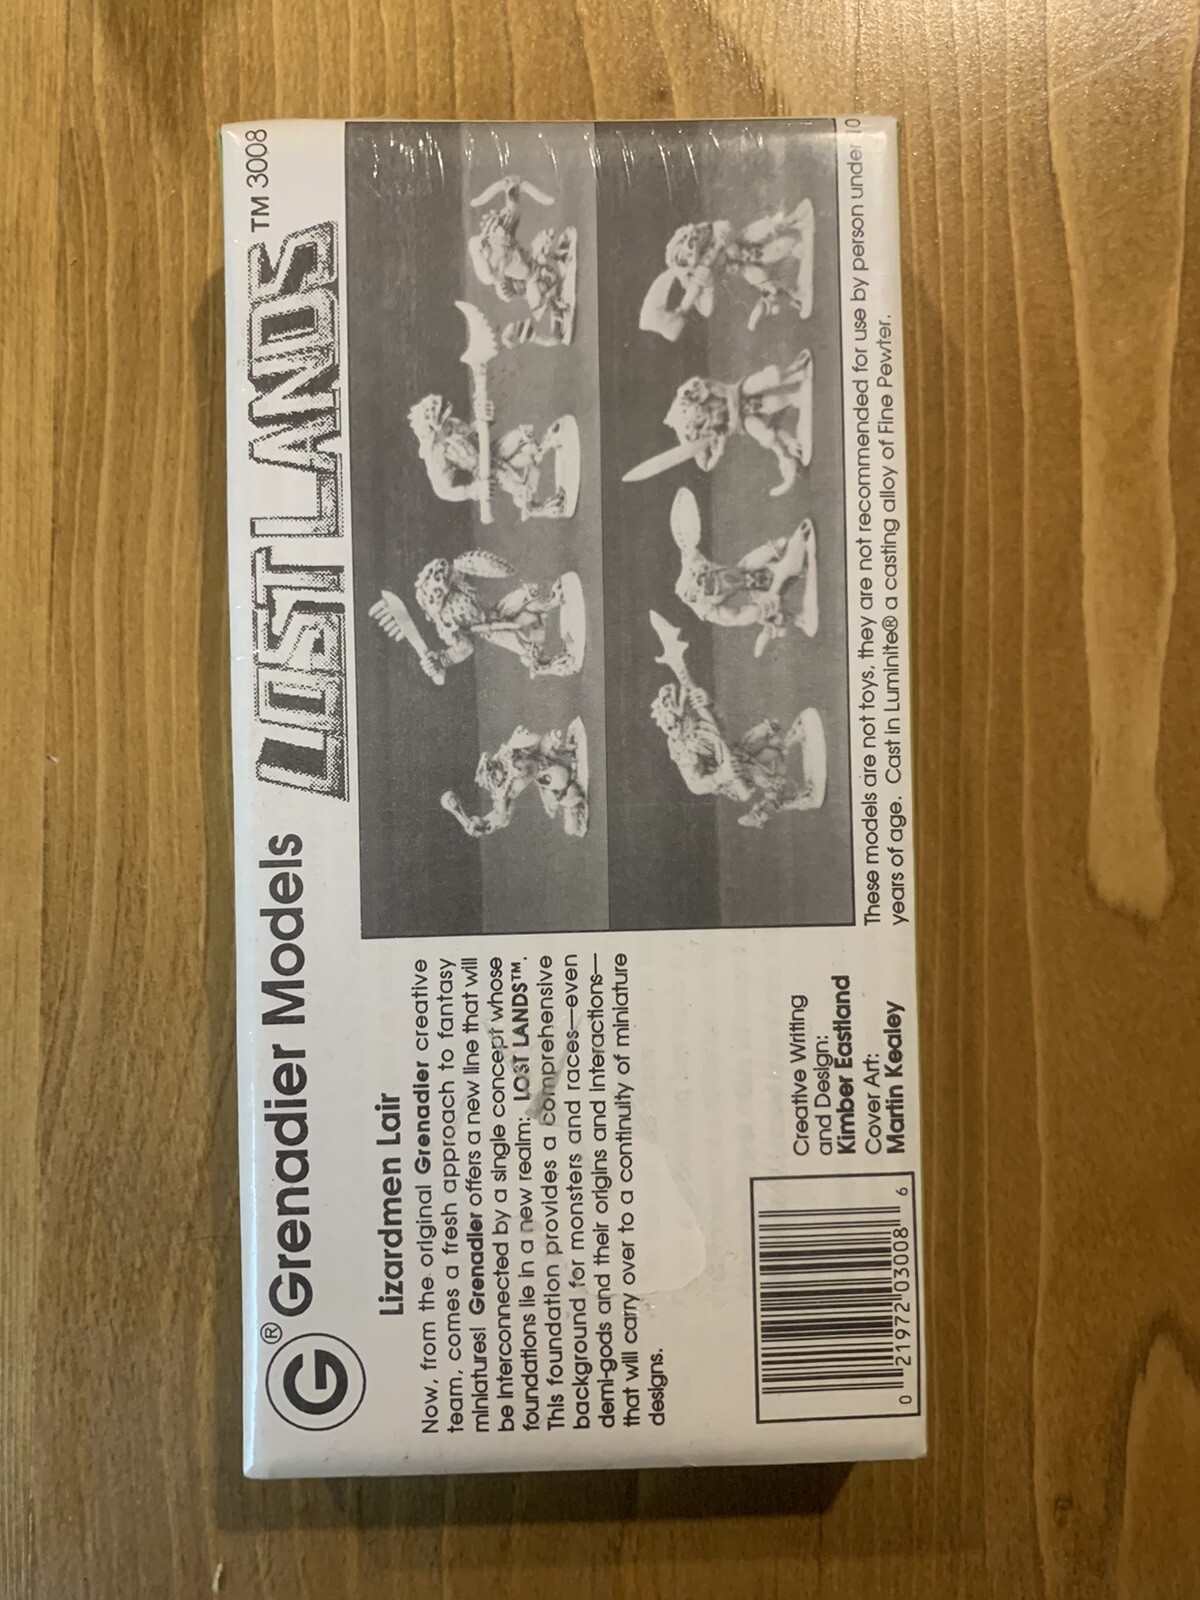 G® Grenadier Models LOST LANDS™ 3008
Lizardmen Lair
Now, from the original Grenadier creative
team, comes a fresh approach to fantasy
miniatures! Grenadier offers a new line that will
be interconnected by a single concept whose
foundations lie in a new realm: LOST LANDS™.
This foundation provides a comprehensive
background for monsters and races—even
demi-gods and their origins and interactions—
that will carry over to a continuity of miniature
designs.
Creative Writing
and Design:
Kimber Eastland
Cover Art:
Martin Kealey
0 21972 03008 6
These models are not toys, they are not recommended for use by person under 10
years of age. Cast in Luminite® a casting alloy of Fine Pewter.